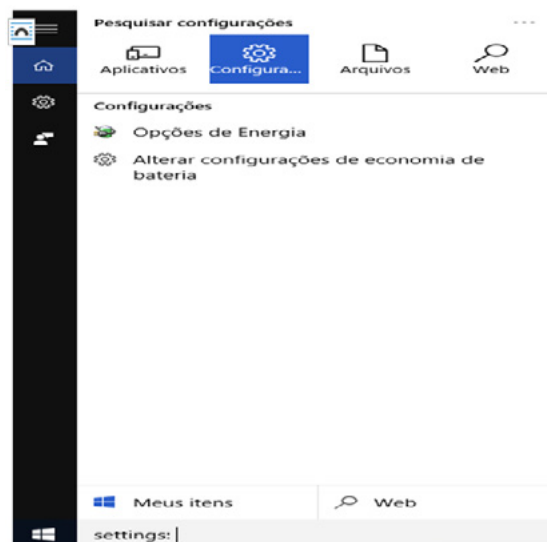 Pesquisar configurações
Aplicativos Configura... Arquivos Web
Configurações
Opções de Energia
Alterar configurações de economia de
bateria
Meus itens Web
settings: